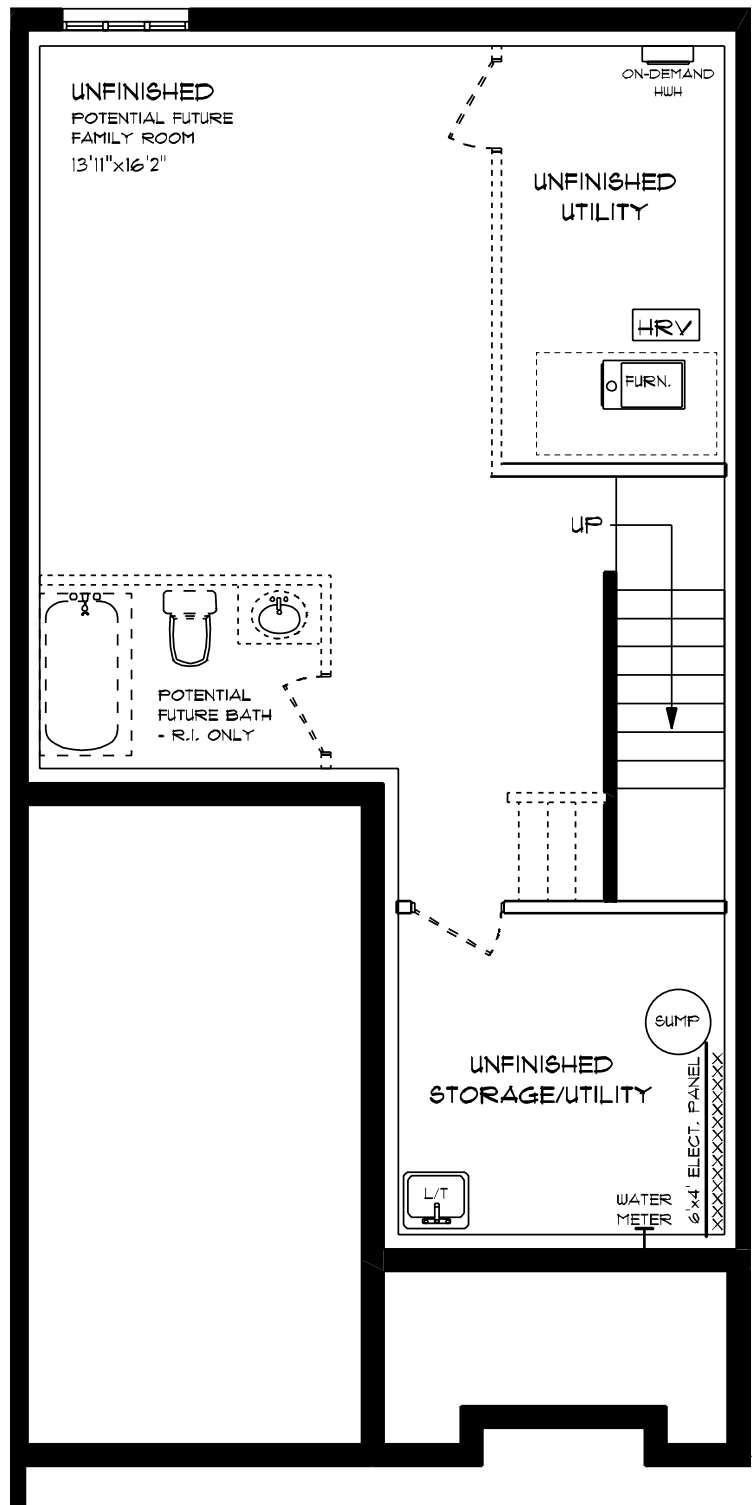 UNFINISHED
POTENTIAL FUTURE
FAMILY ROOM
13'11"x16'2"
ON-DEMAND
HWH
UNFINISHED
UTILITY
HRV
FURN.
UP
POTENTIAL
FUTURE BATH
- R.I. ONLY
SUMP
UNFINISHED
STORAGE/UTILITY
6'x4' ELECT. PANEL
L/T
WATER
METER